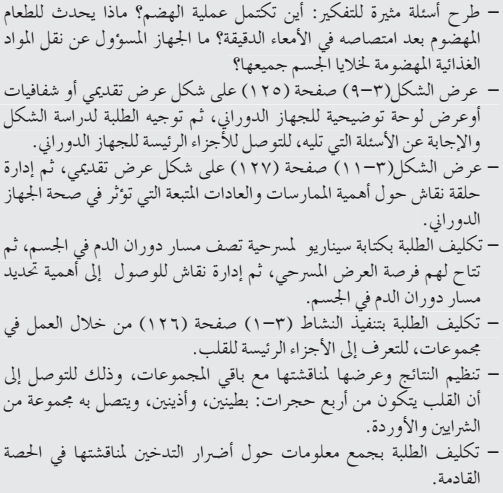 – طرح أسئلة مثيرة للتفكير: أين تكتمل عملية الهضم؟ ماذا يحدث للطعام
المهضوم بعد امتصاصه في الأمعاء الدقيقة؟ ما الجهاز المسؤول عن نقل المواد
الغذائية المهضومة لخلايا الجسم جميعها؟
– عرض الشكل(٣–٩) صفحة (١٢٥) على شكل عرض تقديمي أو شفافيات
أوعرض لوحة توضيحية للجهاز الدوراني، ثم توجيه الطلبة لدراسة الشكل
والإجابة عن الأسئلة التي تليه، للتوصل للأجزاء الرئيسة للجهاز الدوراني.
– عرض الشكل(٣–١١) صفحة (١٢٧) على شكل عرض تقديمي، ثم إدارة
حلقة نقاش حول أهمية الممارسات والعادات المتبعة التي تؤثر في صحة الجهاز
الدوراني.
– تكليف الطلبة بكتابة سيناريو لمسرحية تصف مسار دوران الدم في الجسم، ثم
تتاح لهم فرصة العرض المسرحي، ثم إدارة نقاش للوصول إلى أهمية تحديد
مسار دوران الدم في الجسم.
– تكليف الطلبة بتنفيذ النشاط (٣–١) صفحة (١٢٦) من خلال العمل في
مجموعات، للتعرف إلى الأجزاء الرئيسة للقلب.
– تنظيم النتائج وعرضها لمناقشتها مع باقي المجموعات، وذلك للتوصل إلى
أن القلب يتكون من أربع حجرات: بطينين، وأذينين، ويتصل به مجموعة من
الشرايين والأوردة.
– تكليف الطلبة بجمع معلومات حول أضرار التدخين لمناقشتها في الحصة
القادمة.